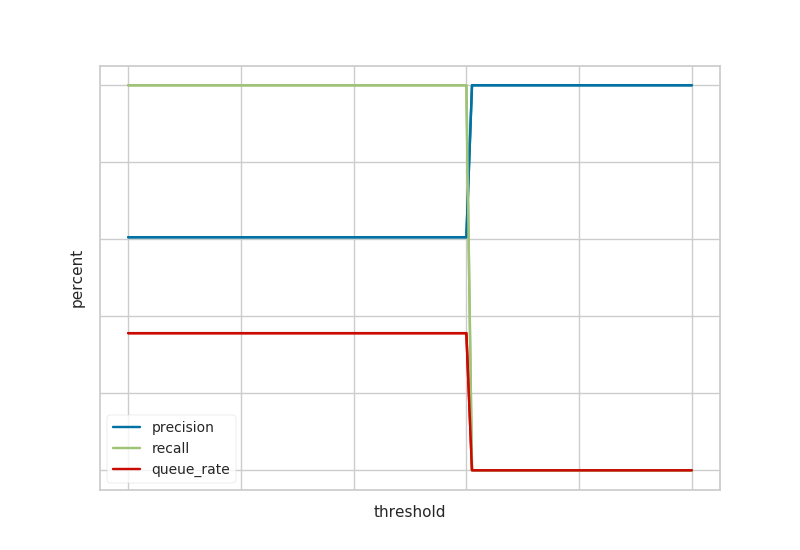 percent
precision
recall
queue_rate
threshold